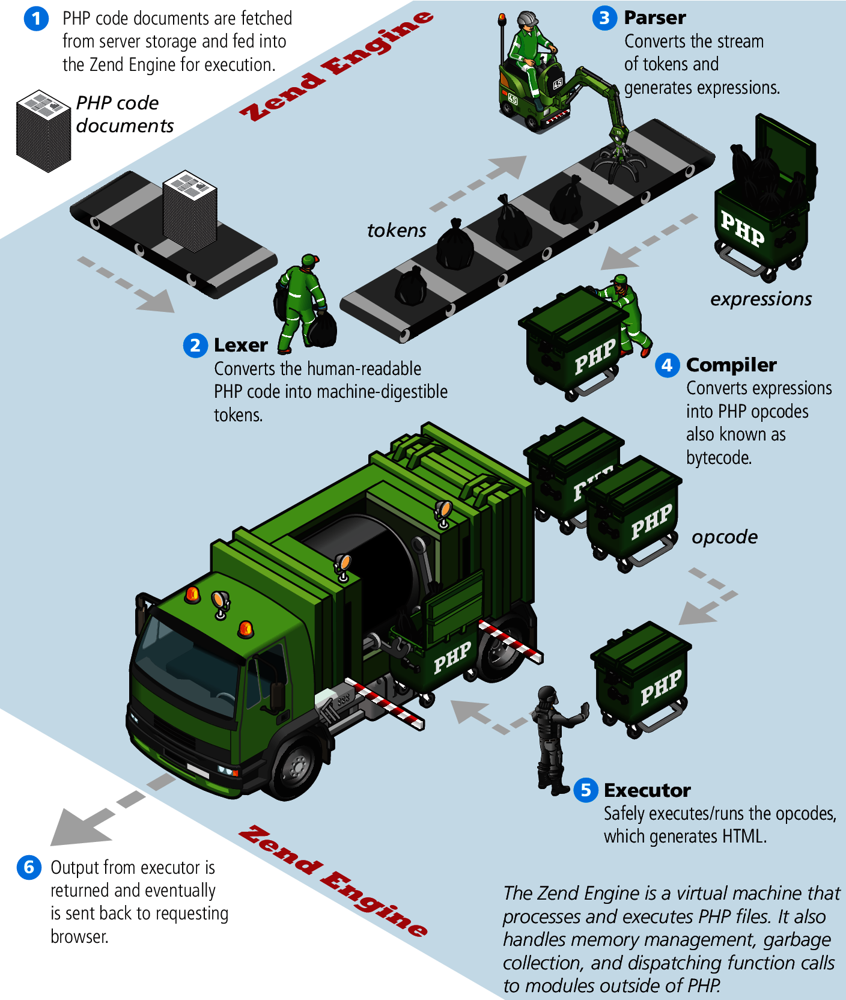 1 PHP code documents are fetched
from server storage and fed into
the Zend Engine for execution.
PHP code
documents
Zend Engine
3 Parser
Converts the stream
of tokens and
generates expressions.
45
45
13
tokens
PHP
expressions
2 Lexer
Converts the human-readable
PHP code into machine-digestible
tokens.
PHP
4 Compiler
Converts expressions
into PHP opcodes
also known as
bytecode.
PHP
PHP
opcode
PHP
PHP
5 Executor
Safely executes/runs the opcodes,
which generates HTML.
6 Output from executor is
returned and eventually
is sent back to requesting
browser.
Zend Engine
The Zend Engine is a virtual machine that
processes and executes PHP files. It also
handles memory management, garbage
collection, and dispatching function calls
to modules outside of PHP.